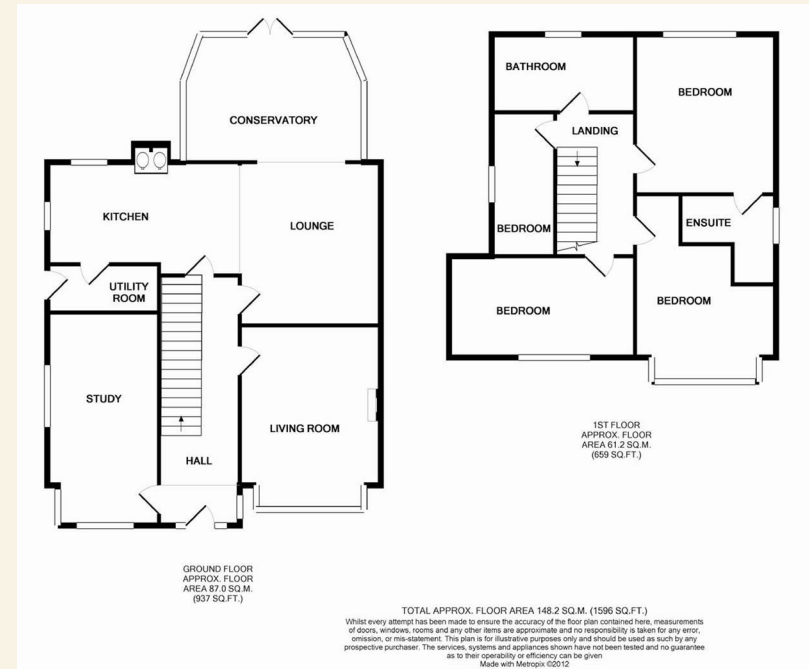 CONSERVATORY
KITCHEN
LOUNGE
UTILITY
ROOM
STUDY
LIVING ROOM
HALL
GROUND FLOOR
APPROX. FLOOR
AREA 87.0 SQ.M.
(937 SQ.FT.)
BATHROOM
BEDROOM
LANDING
BEDROOM
ENSUITE
BEDROOM
BEDROOM
1ST FLOOR
APPROX. FLOOR
AREA 61.2 SQ.M.
(659 SQ.FT.)
TOTAL APPROX. FLOOR AREA 148.2 SQ.M. (1596 SQ.FT.)
Whilst every attempt has been made to ensure the accuracy of the floor plan contained here, measurements
of doors, windows, rooms and any other items are approximate and no responsibility is taken for any error,
omission, or mis-statement. This plan is for illustrative purposes only and should be used as such by any
prospective purchaser. The services, systems and appliances shown have not been tested and no guarantee
as to their operability or efficiency can be given
Made with Metropix ©2012